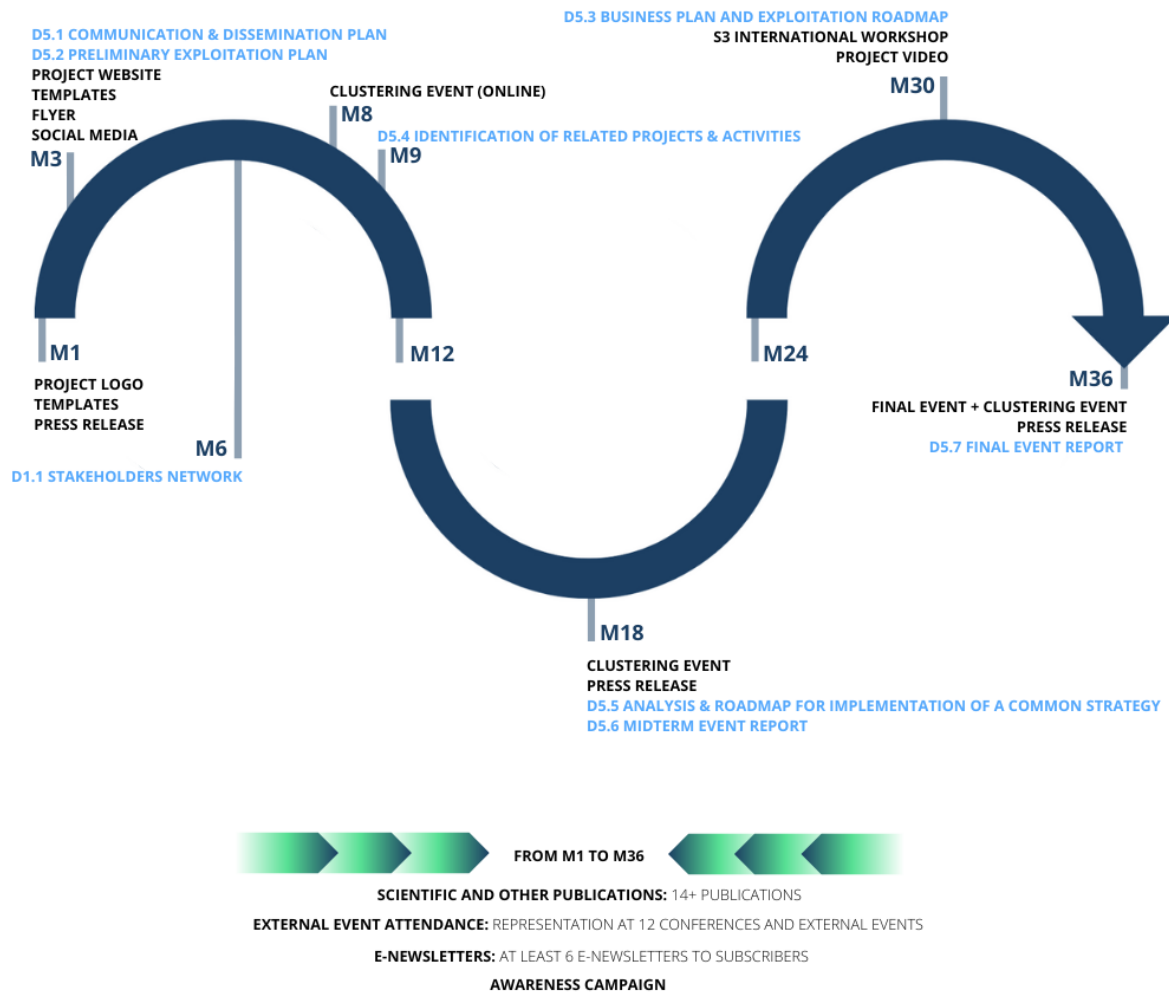 D5.1 COMMUNICATION & DISSEMINATION PLAN
D5.2 PRELIMINARY EXPLOITATION PLAN
PROJECT WEBSITE
TEMPLATES
FLYER
SOCIAL MEDIA
M3
CLUSTERING EVENT (ONLINE)
M8
D5.4 IDENTIFICATION OF RELATED PROJECTS & ACTIVITIES
M9
D5.3 BUSINESS PLAN AND EXPLOITATION ROADMAP
S3 INTERNATIONAL WORKSHOP
PROJECT VIDEO
M30
M1
PROJECT LOGO
TEMPLATES
PRESS RELEASE
M6
D1.1 STAKEHOLDERS NETWORK
M12
M24
M36
FINAL EVENT + CLUSTERING EVENT
PRESS RELEASE
D5.7 FINAL EVENT REPORT
M18
CLUSTERING EVENT
PRESS RELEASE
D5.5 ANALYSIS & ROADMAP FOR IMPLEMENTATION OF A COMMON STRATEGY
D5.6 MIDTERM EVENT REPORT
FROM M1 TO M36
SCIENTIFIC AND OTHER PUBLICATIONS: 14+ PUBLICATIONS
EXTERNAL EVENT ATTENDANCE: REPRESENTATION AT 12 CONFERENCES AND EXTERNAL EVENTS
E-NEWSLETTERS: AT LEAST 6 E-NEWSLETTERS TO SUBSCRIBERS
AWARENESS CAMPAIGN